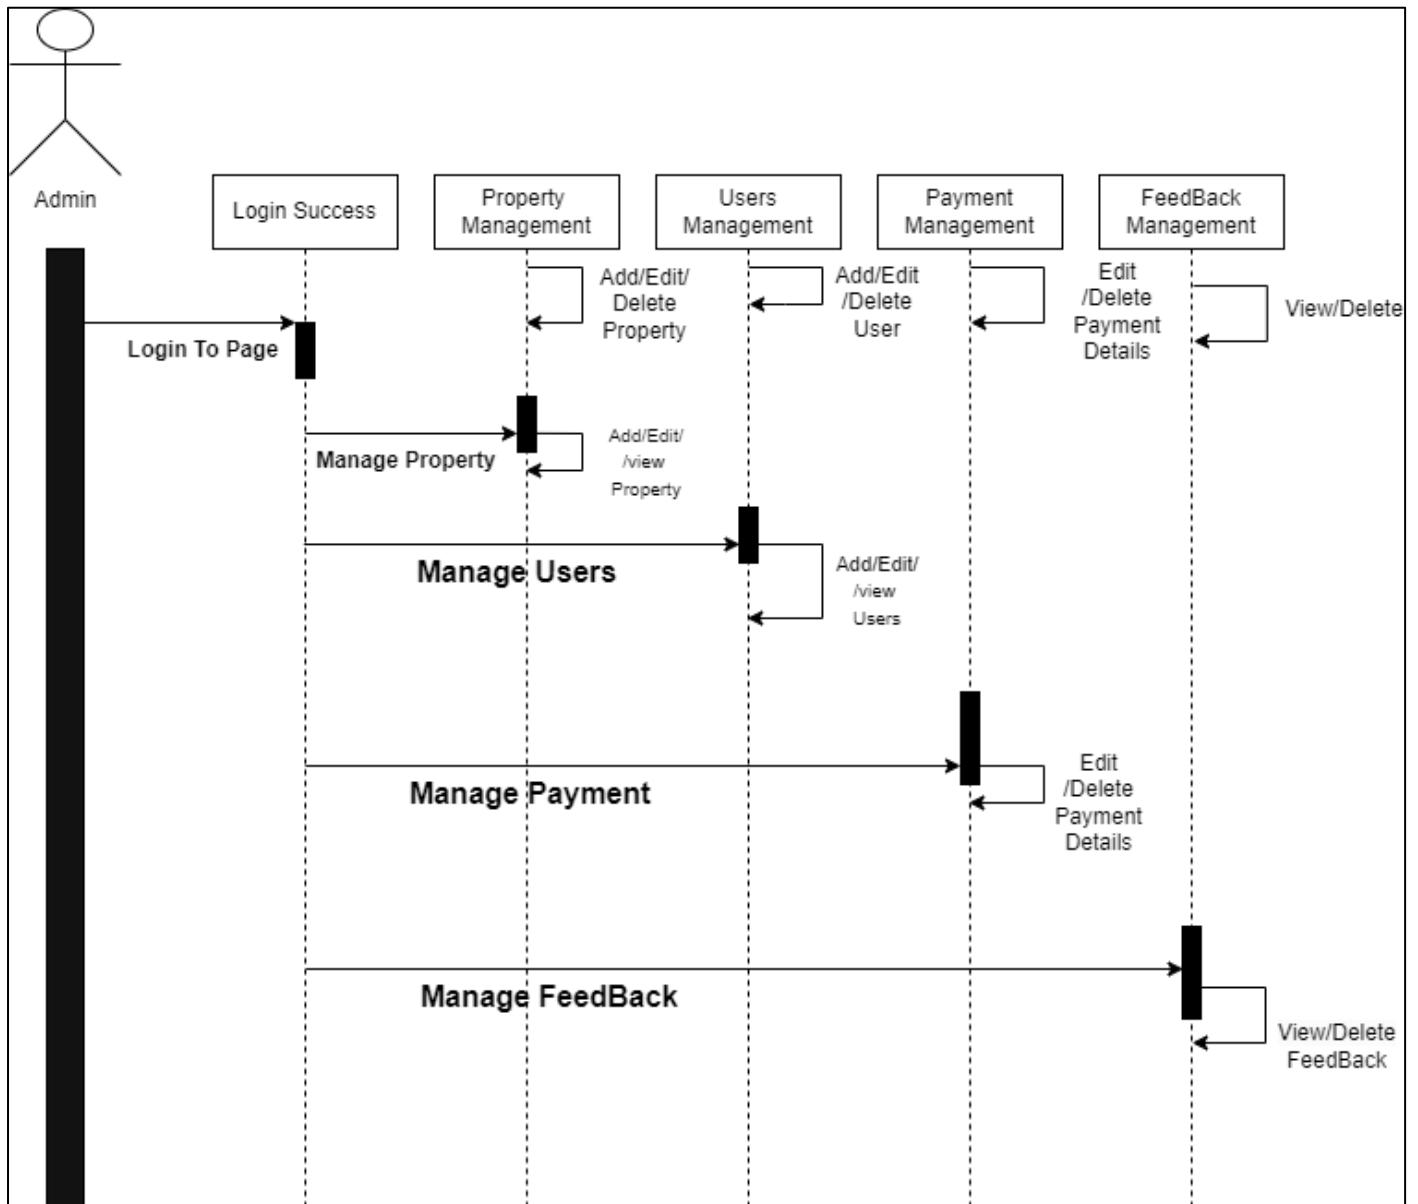 Admin
Login Success
Property
Management
Users
Management
Payment
Management
FeedBack
Management
Add/Edit/
Delete
Property
Add/Edit
/Delete
User
Edit
/Delete
Payment
Details
View/Delete
Login To Page
Manage Property
Add/Edit/
/view
Property
Manage Users
Add/Edit/
/view
Users
Manage Payment
Edit
/Delete
Payment
Details
Manage FeedBack
View/Delete
FeedBack